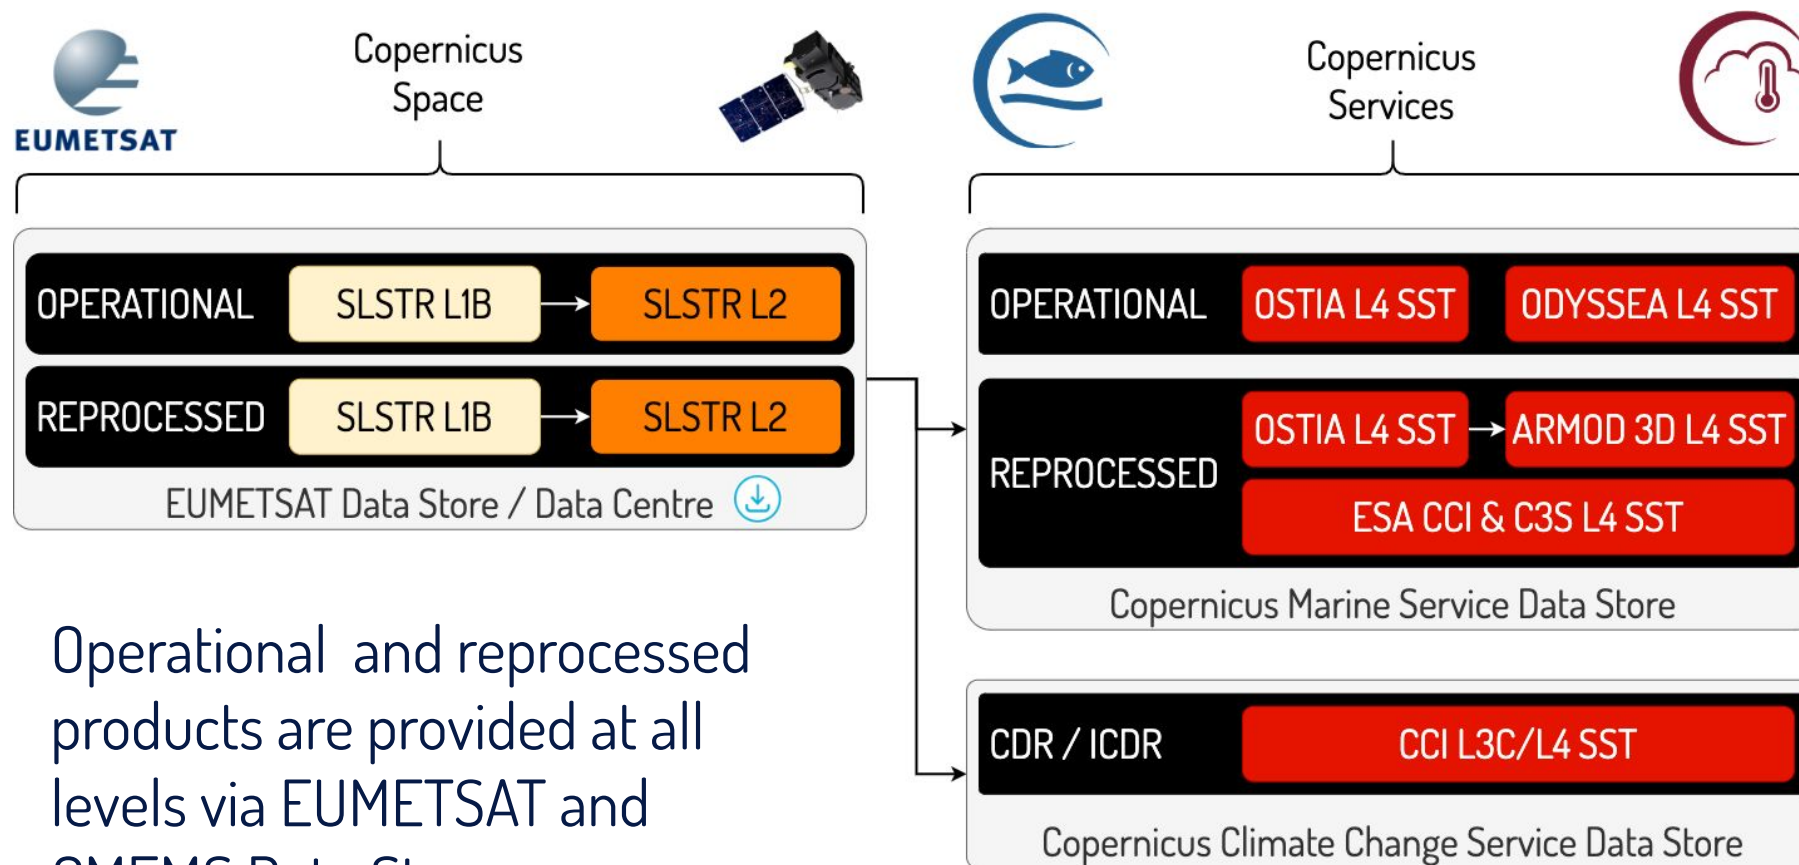 EUMETSAT
Copernicus
Space
Copernicus
Services
OPERATIONAL
SLSTR L1B
SLSTR L2
REPROCESSED
SLSTR L1B
SLSTR L2
EUMETSAT Data Store / Data Centre
OPERATIONAL
OSTIA L4 SST
ODYSSEA L4 SST
REPROCESSED
OSTIA L4 SST
ARMOD 3D L4 SST
ESA CCI & C3S L4 SST
Copernicus Marine Service Data Store
CDR / ICDR
CCI L3C/L4 SST
Copernicus Climate Change Service Data Store
Operational and reprocessed
products are provided at all
levels via EUMETSAT and